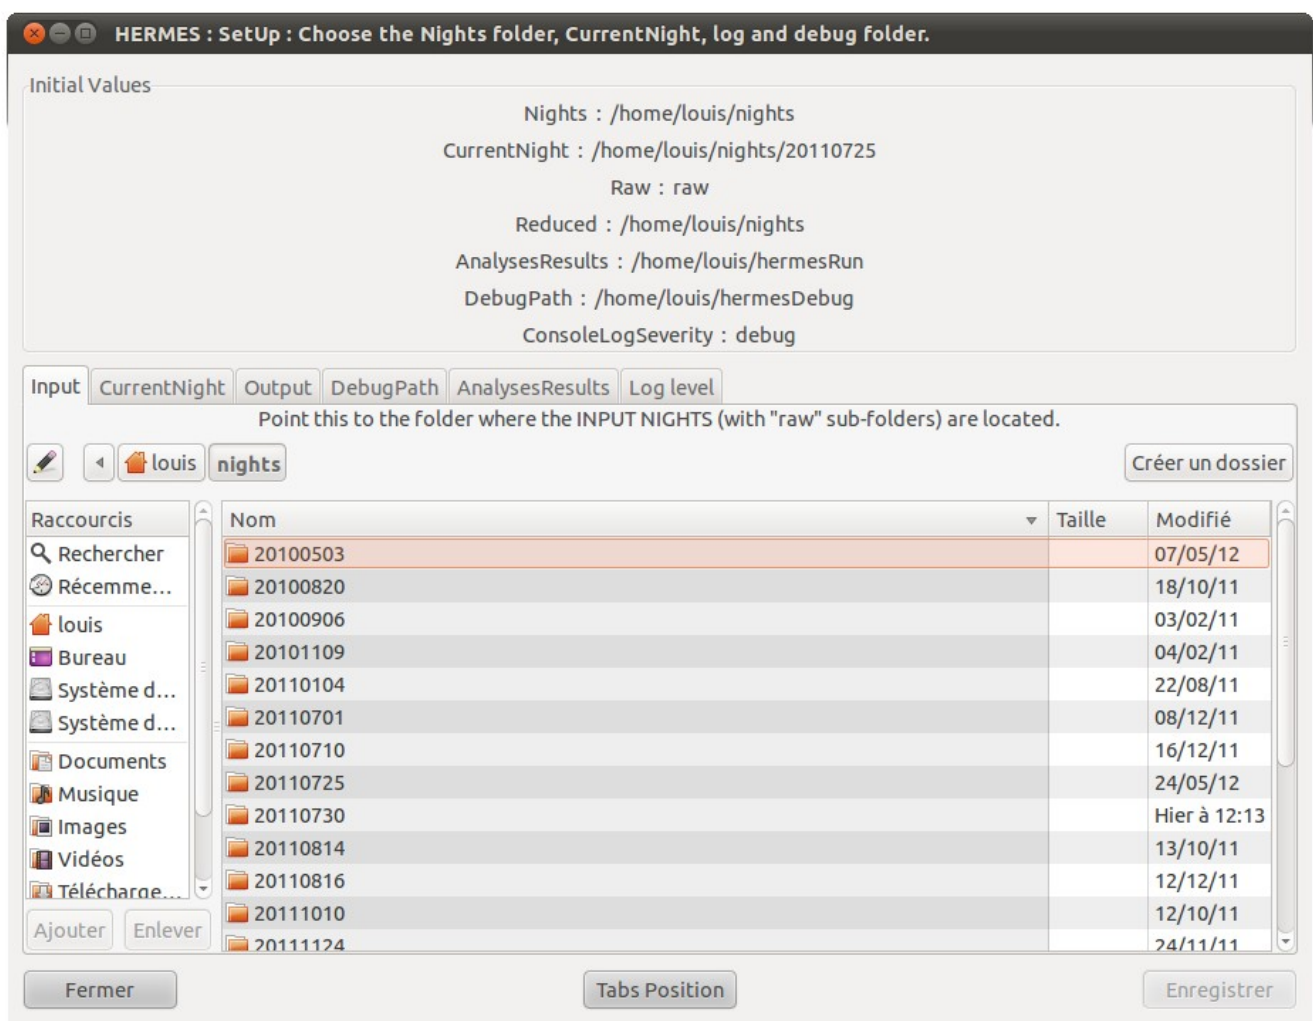 HERMES : SetUp : Choose the Nights folder, CurrentNight, log and debug folder.
Initial Values
Nights : /home/louis/nights
CurrentNight : /home/louis/nights/20110725
Raw : raw
Reduced : /home/louis/nights
AnalysesResults : /home/louis/hermesRun
DebugPath : /home/louis/hermesDebug
ConsoleLogSeverity : debug
Input CurrentNight Output DebugPath AnalysesResults Log level
Point this to the folder where the INPUT NIGHTS (with "raw" sub-folders) are located.
louis nights Créer un dossier
Raccourcis Nom Taille Modifié
Rechercher 20100503 07/05/12
Récemme... 20100820 18/10/11
louis 20100906 03/02/11
Bureau 20101109 04/02/11
Système d... 20110104 22/08/11
Système d... 20110701 08/12/11
Documents 20110710 16/12/11
Musique 20110725 24/05/12
Images 20110730 Hier à 12:13
Vidéos 20110814 13/10/11
Télécharge... 20110816 12/12/11
Ajouter Enlever 20111010 12/10/11
20111124 24/11/11
Fermer Tabs Position Enregistrer